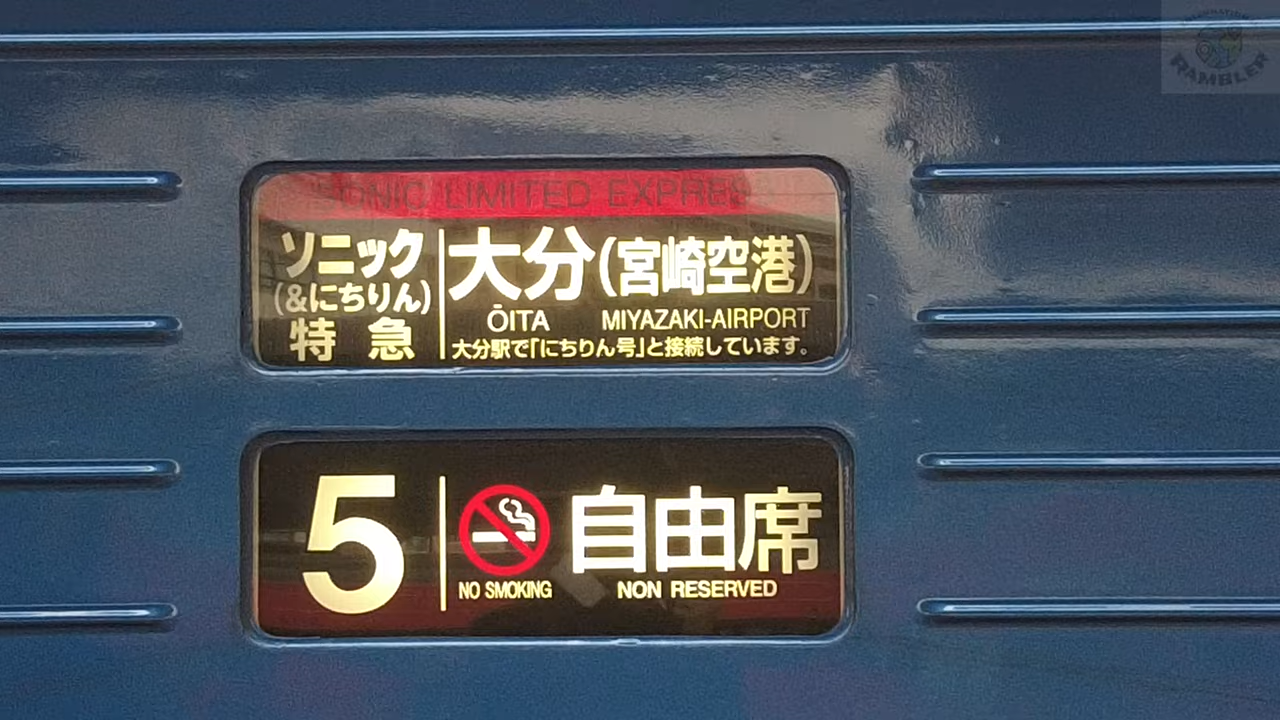 SONIC LIMITED EXPRESS
ソニック
(&にちりん)
特 急
大分(宮崎空港)
ŌITA MIYAZAKI-AIRPORT
大分駅で「にちりん号」と接続しています。
5
NO SMOKING
自由席
NON RESERVED
RAMBLER